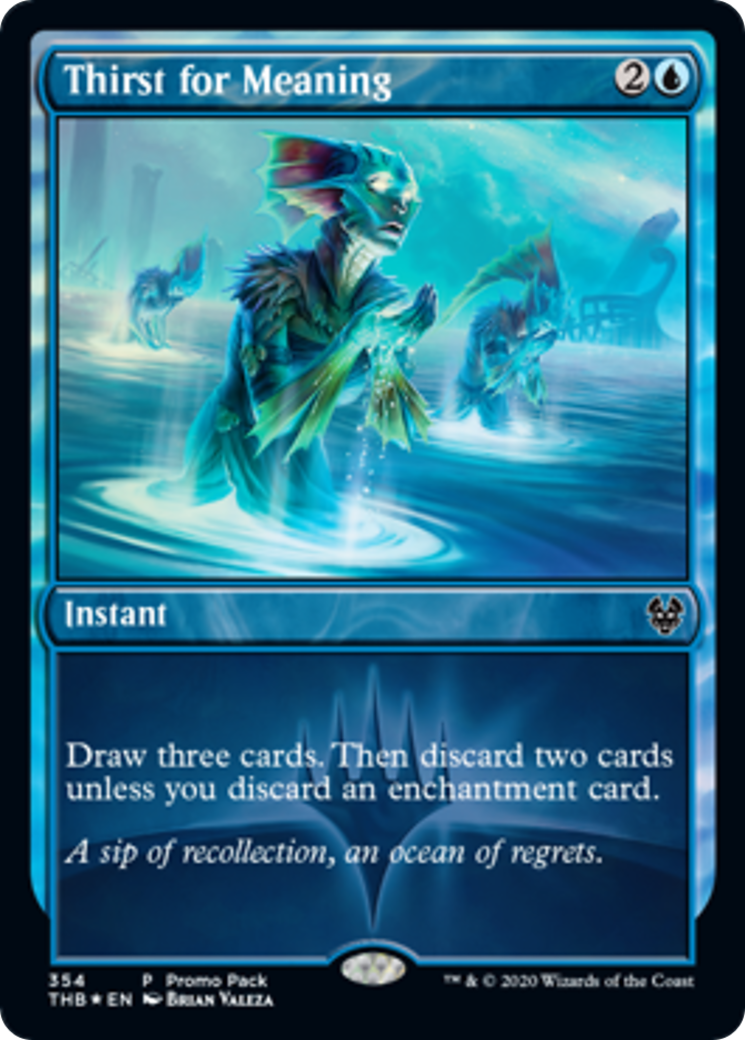 Thirst for Meaning 2
Instant
Draw three cards. Then discard two cards
unless you discard an enchantment card.
A sip of recollection, an ocean of regrets.
354 P Promo Pack ™ & © 2020 Wizards of the Coast
THB★EN Brian Valeza